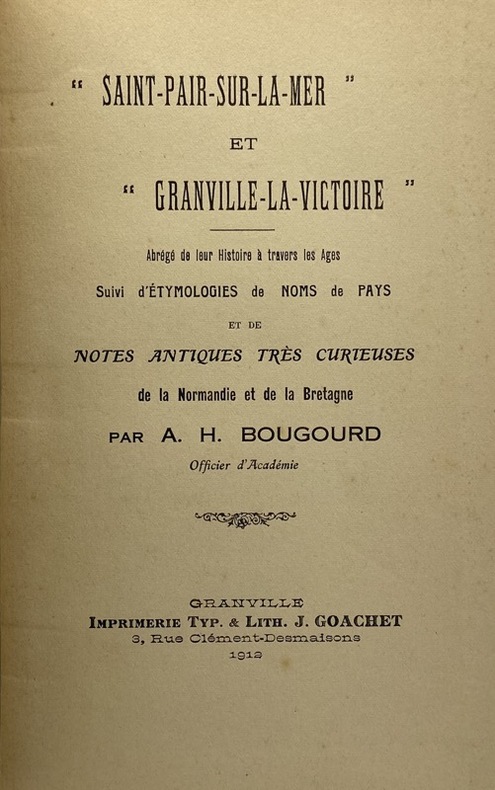 “ SAINT-PAIR-SUR-LA-MER ”
ET
“ GRANVILLE-LA-VICTOIRE ”
Abrégé de leur Histoire à travers les Ages
Suivi d'ÉTYMOLOGIES de NOMS de PAYS
ET DE
NOTES ANTIQUES TRÈS CURIEUSES
de la Normandie et de la Bretagne
PAR A. H. BOUGOURD
Officier d'Académie
GRANVILLE
IMPRIMERIE TYP. & LITH. J. GOACHET
3, Rue Clément-Desmaisons
1912